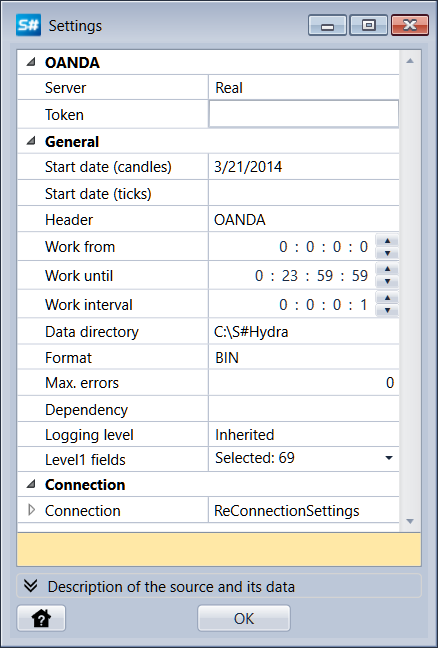 S# Settings
OANDA
Server Real
Token
General
Start date (candles) 3/21/2014
Start date (ticks)
Header OANDA
Work from 0 : 0 : 0 : 0
Work until 0 : 23 : 59 : 59
Work interval 0 : 0 : 0 : 1
Data directory C:\S#Hydra
Format BIN
Max. errors 0
Dependency
Logging level Inherited
Level1 fields Selected: 69
Connection
Connection ReConnectionSettings
Description of the source and its data
? OK